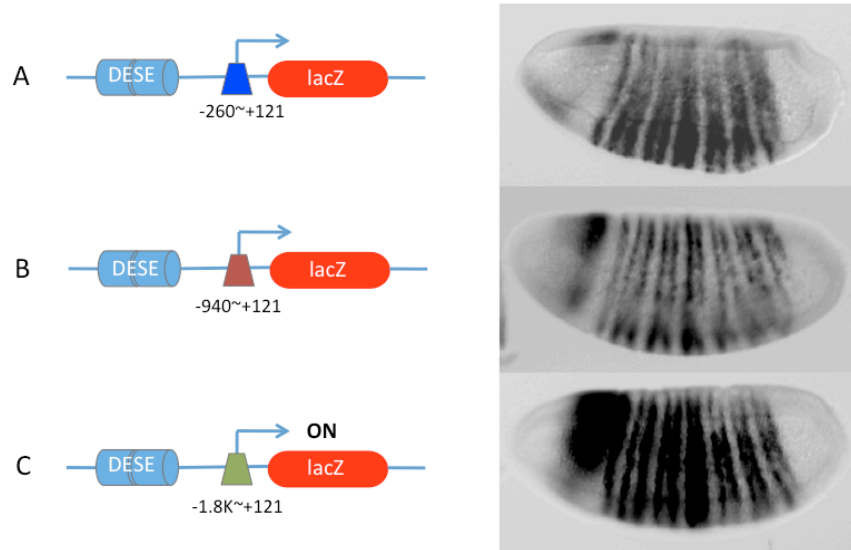 A
DESE
lacZ
-260~+121
B
DESE
lacZ
-940~+121
ON
C
DESE
lacZ
-1.8K~+121